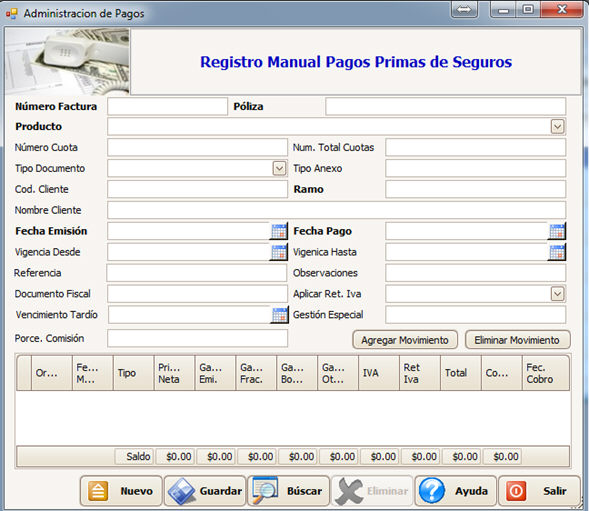 Administracion de Pagos
Registro Manual Pagos Primas de Seguros
Número Factura Póliza
Producto
Número Cuota Num. Total Cuotas
Tipo Documento Tipo Anexo
Cod. Cliente Ramo
Nombre Cliente
Fecha Emisión Fecha Pago
Vigencia Desde Vigenica Hasta
Referencia Observaciones
Documento Fiscal Aplicar Ret. Iva
Vencimiento Tardío Gestión Especial
Porce. Comisión Agregar Movimiento Eliminar Movimiento
Or... Fe... M... Tipo Pri... Neta Ga... Emi. Ga... Frac. Ga... Bo... Ga... Ot... IVA Ret Iva Total Co... Fec. Cobro
Saldo $0.00 $0.00 $0.00 $0.00 $0.00 $0.00 $0.00 $0.00 $0.00
Nuevo Guardar Búscar Eliminar Ayuda Salir